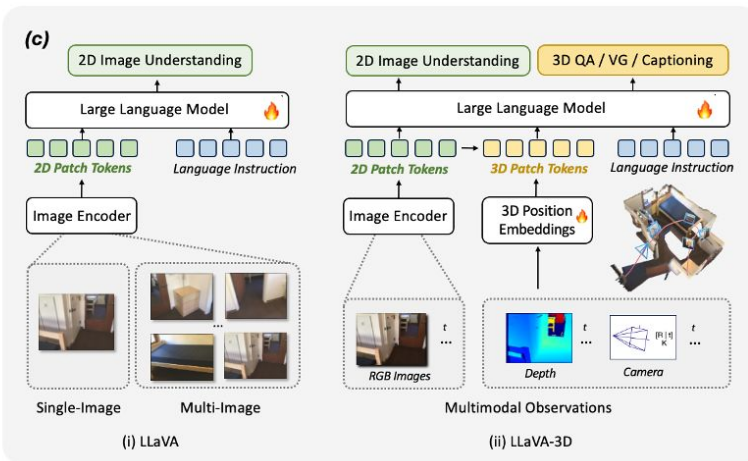 (c)
2D Image Understanding
Large Language Model
2D Patch Tokens
Language Instruction
Image Encoder
...
Single-Image
Multi-Image
(i) LLaVA
2D Image Understanding
3D QA / VG / Captioning
Large Language Model
2D Patch Tokens
3D Patch Tokens
Language Instruction
Image Encoder
3D Position
Embeddings
t
...
RGB Images
t
...
Depth
[R | t]
K
t
...
Camera
Multimodal Observations
(ii) LLaVA-3D